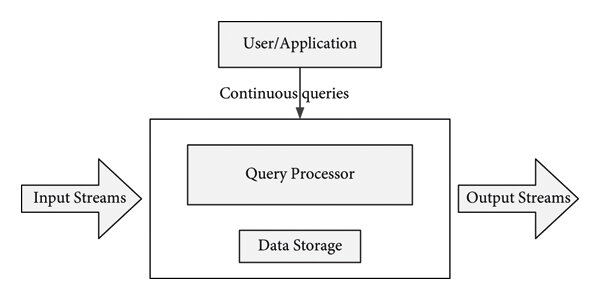 User/Application
Continuous queries
Query Processor
Input Streams
Output Streams
Data Storage